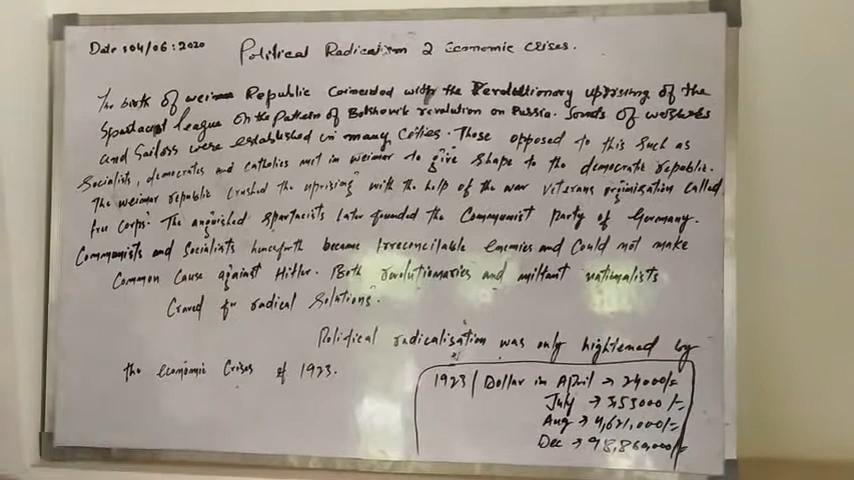 Date :04/06:2020
Political Radicalism & Economic crises.
The birth of weimar Republic Coincided with the Revolutionary uprising of the
Spartacist league on the Pattern of Bolshevik revolution on Russia. Soviets of workers
and Sailors were established in many Cities. Those opposed to this such as
Socialists, democrates and Catholics met in weimar to give shape to the democratic republic.
The weimar republic Crushed the uprising with the help of the war veterans orginisation called
free Corps. The anguished Spartacists Later founded the Communist Party of Germany.
Communists and Socialists henceforth became Irreconcilable Enemies and Could not make
Common Cause against Hitler. Both revolutionaries and militant nationalists
Craved for radical Solutions.
Political radicalisation was only hightened by
the economic Crises of 1923.
1923 | Dollar in April → 24000/=
July → 3,53000/=
Aug → 4,621,000/=
Dec → 98,860,000/=